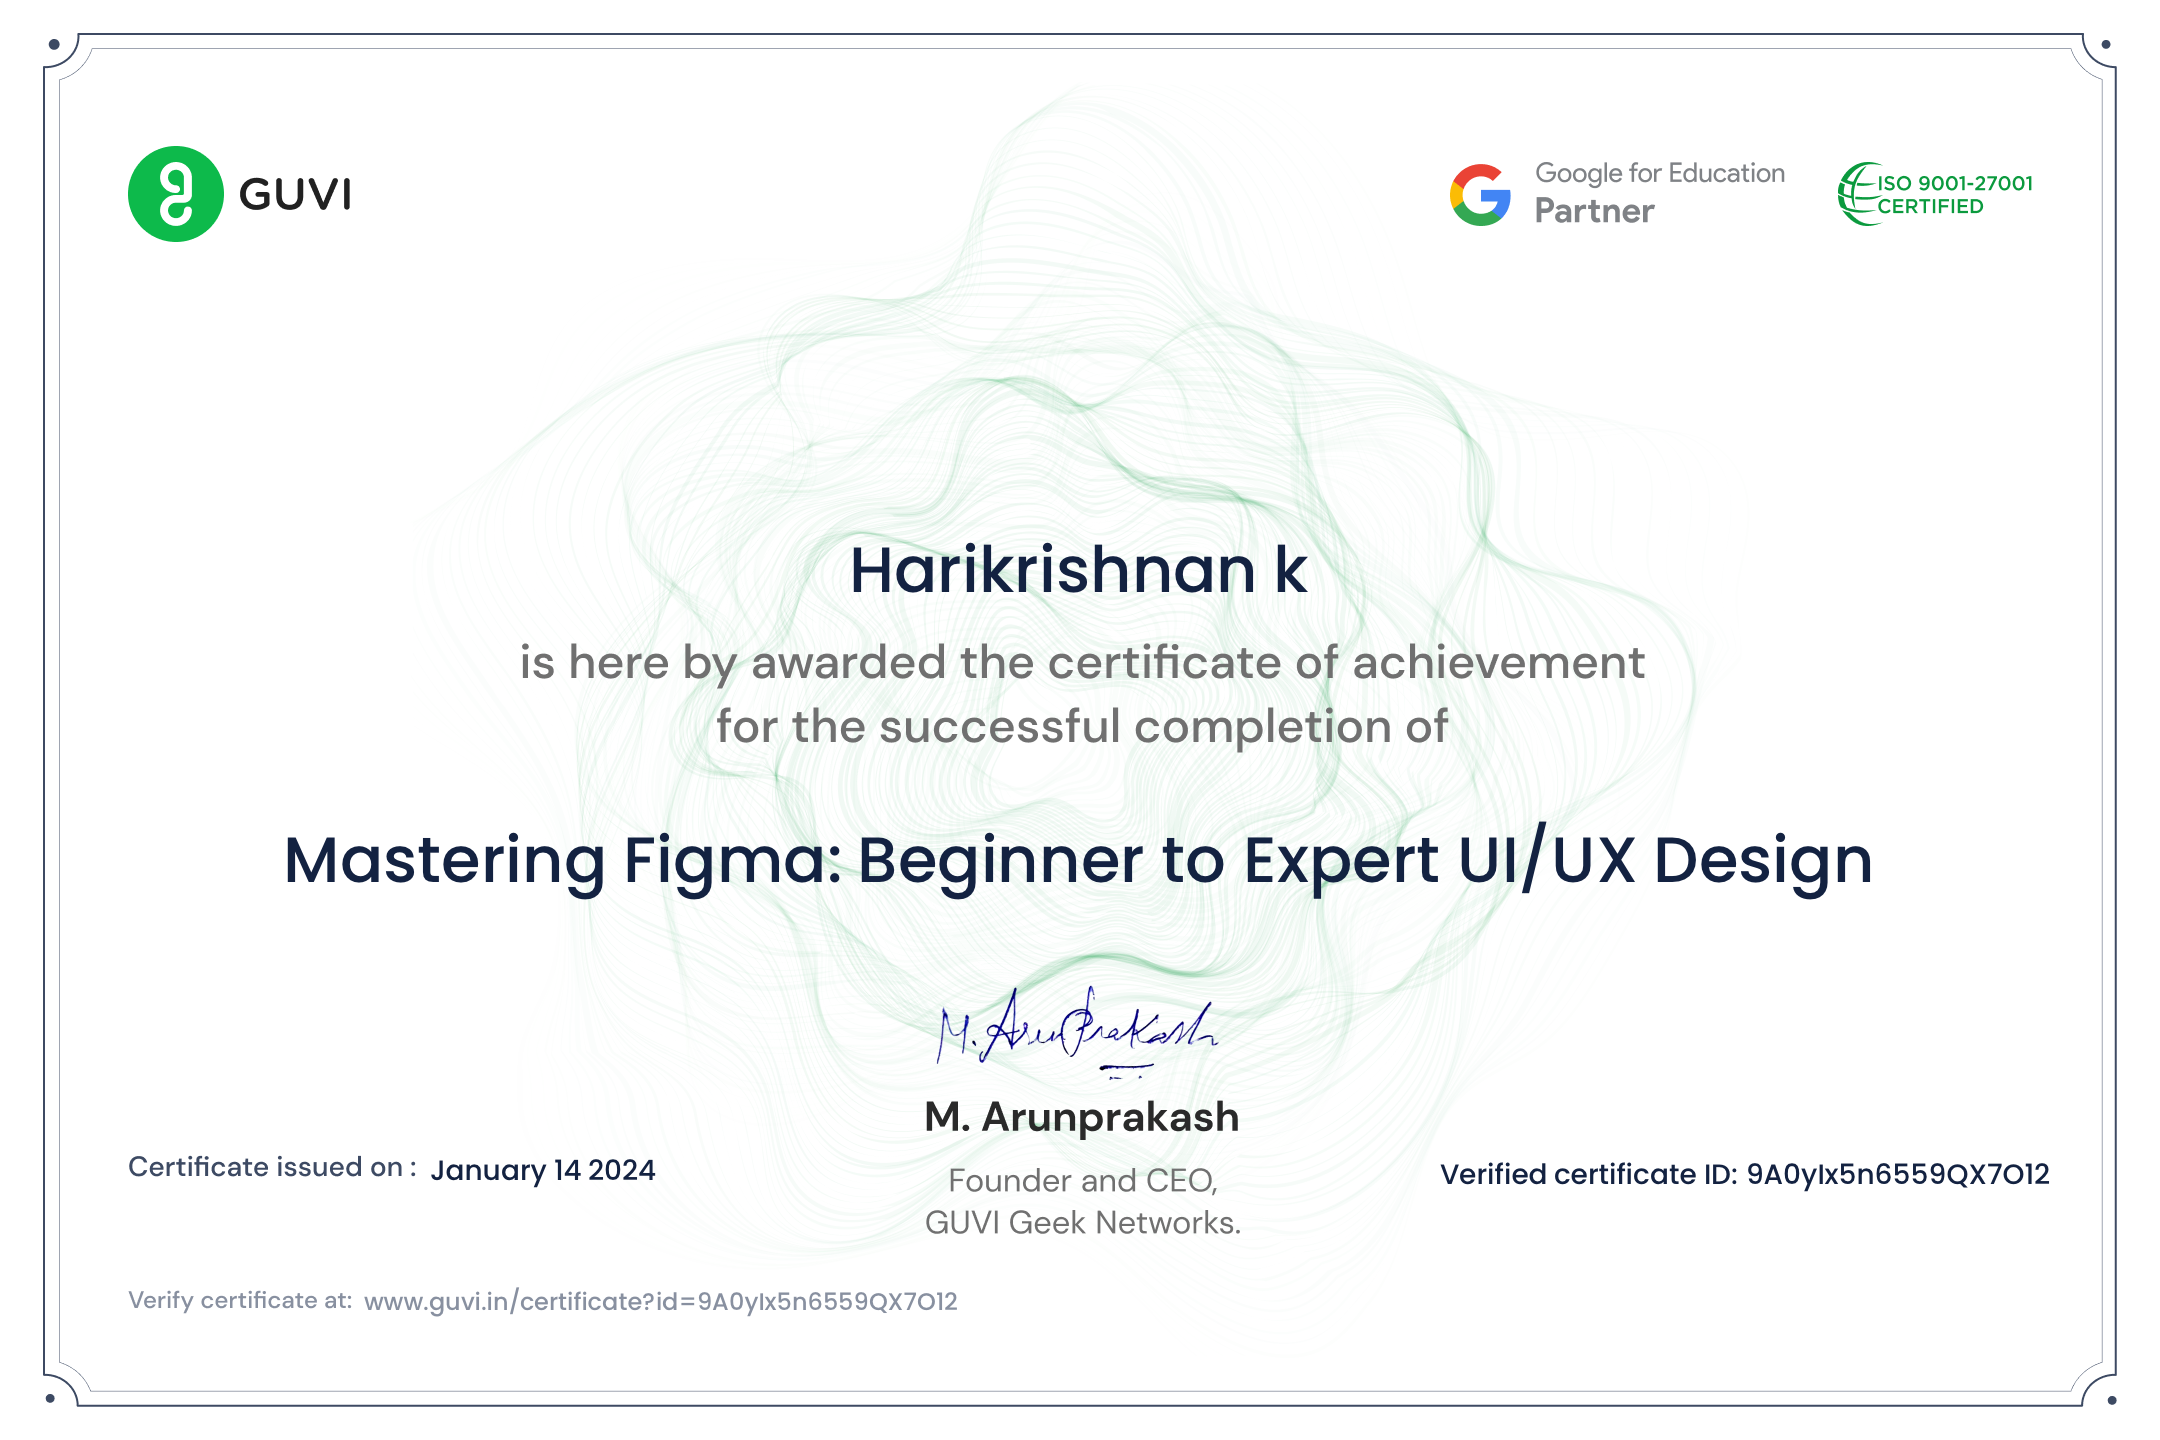 GUVI
Google for Education
Partner
ISO 9001-27001
CERTIFIED
Harikrishnan k
is here by awarded the certificate of achievement
for the successful completion of
Mastering Figma: Beginner to Expert UI/UX Design
M. ArunPrakash
M. Arunprakash
Founder and CEO,
GUVI Geek Networks.
Certificate issued on : January 14 2024
Verified certificate ID: 9A0yIx5n6559QX7O12
Verify certificate at: www.guvi.in/certificate?id=9A0yIx5n6559QX7O12